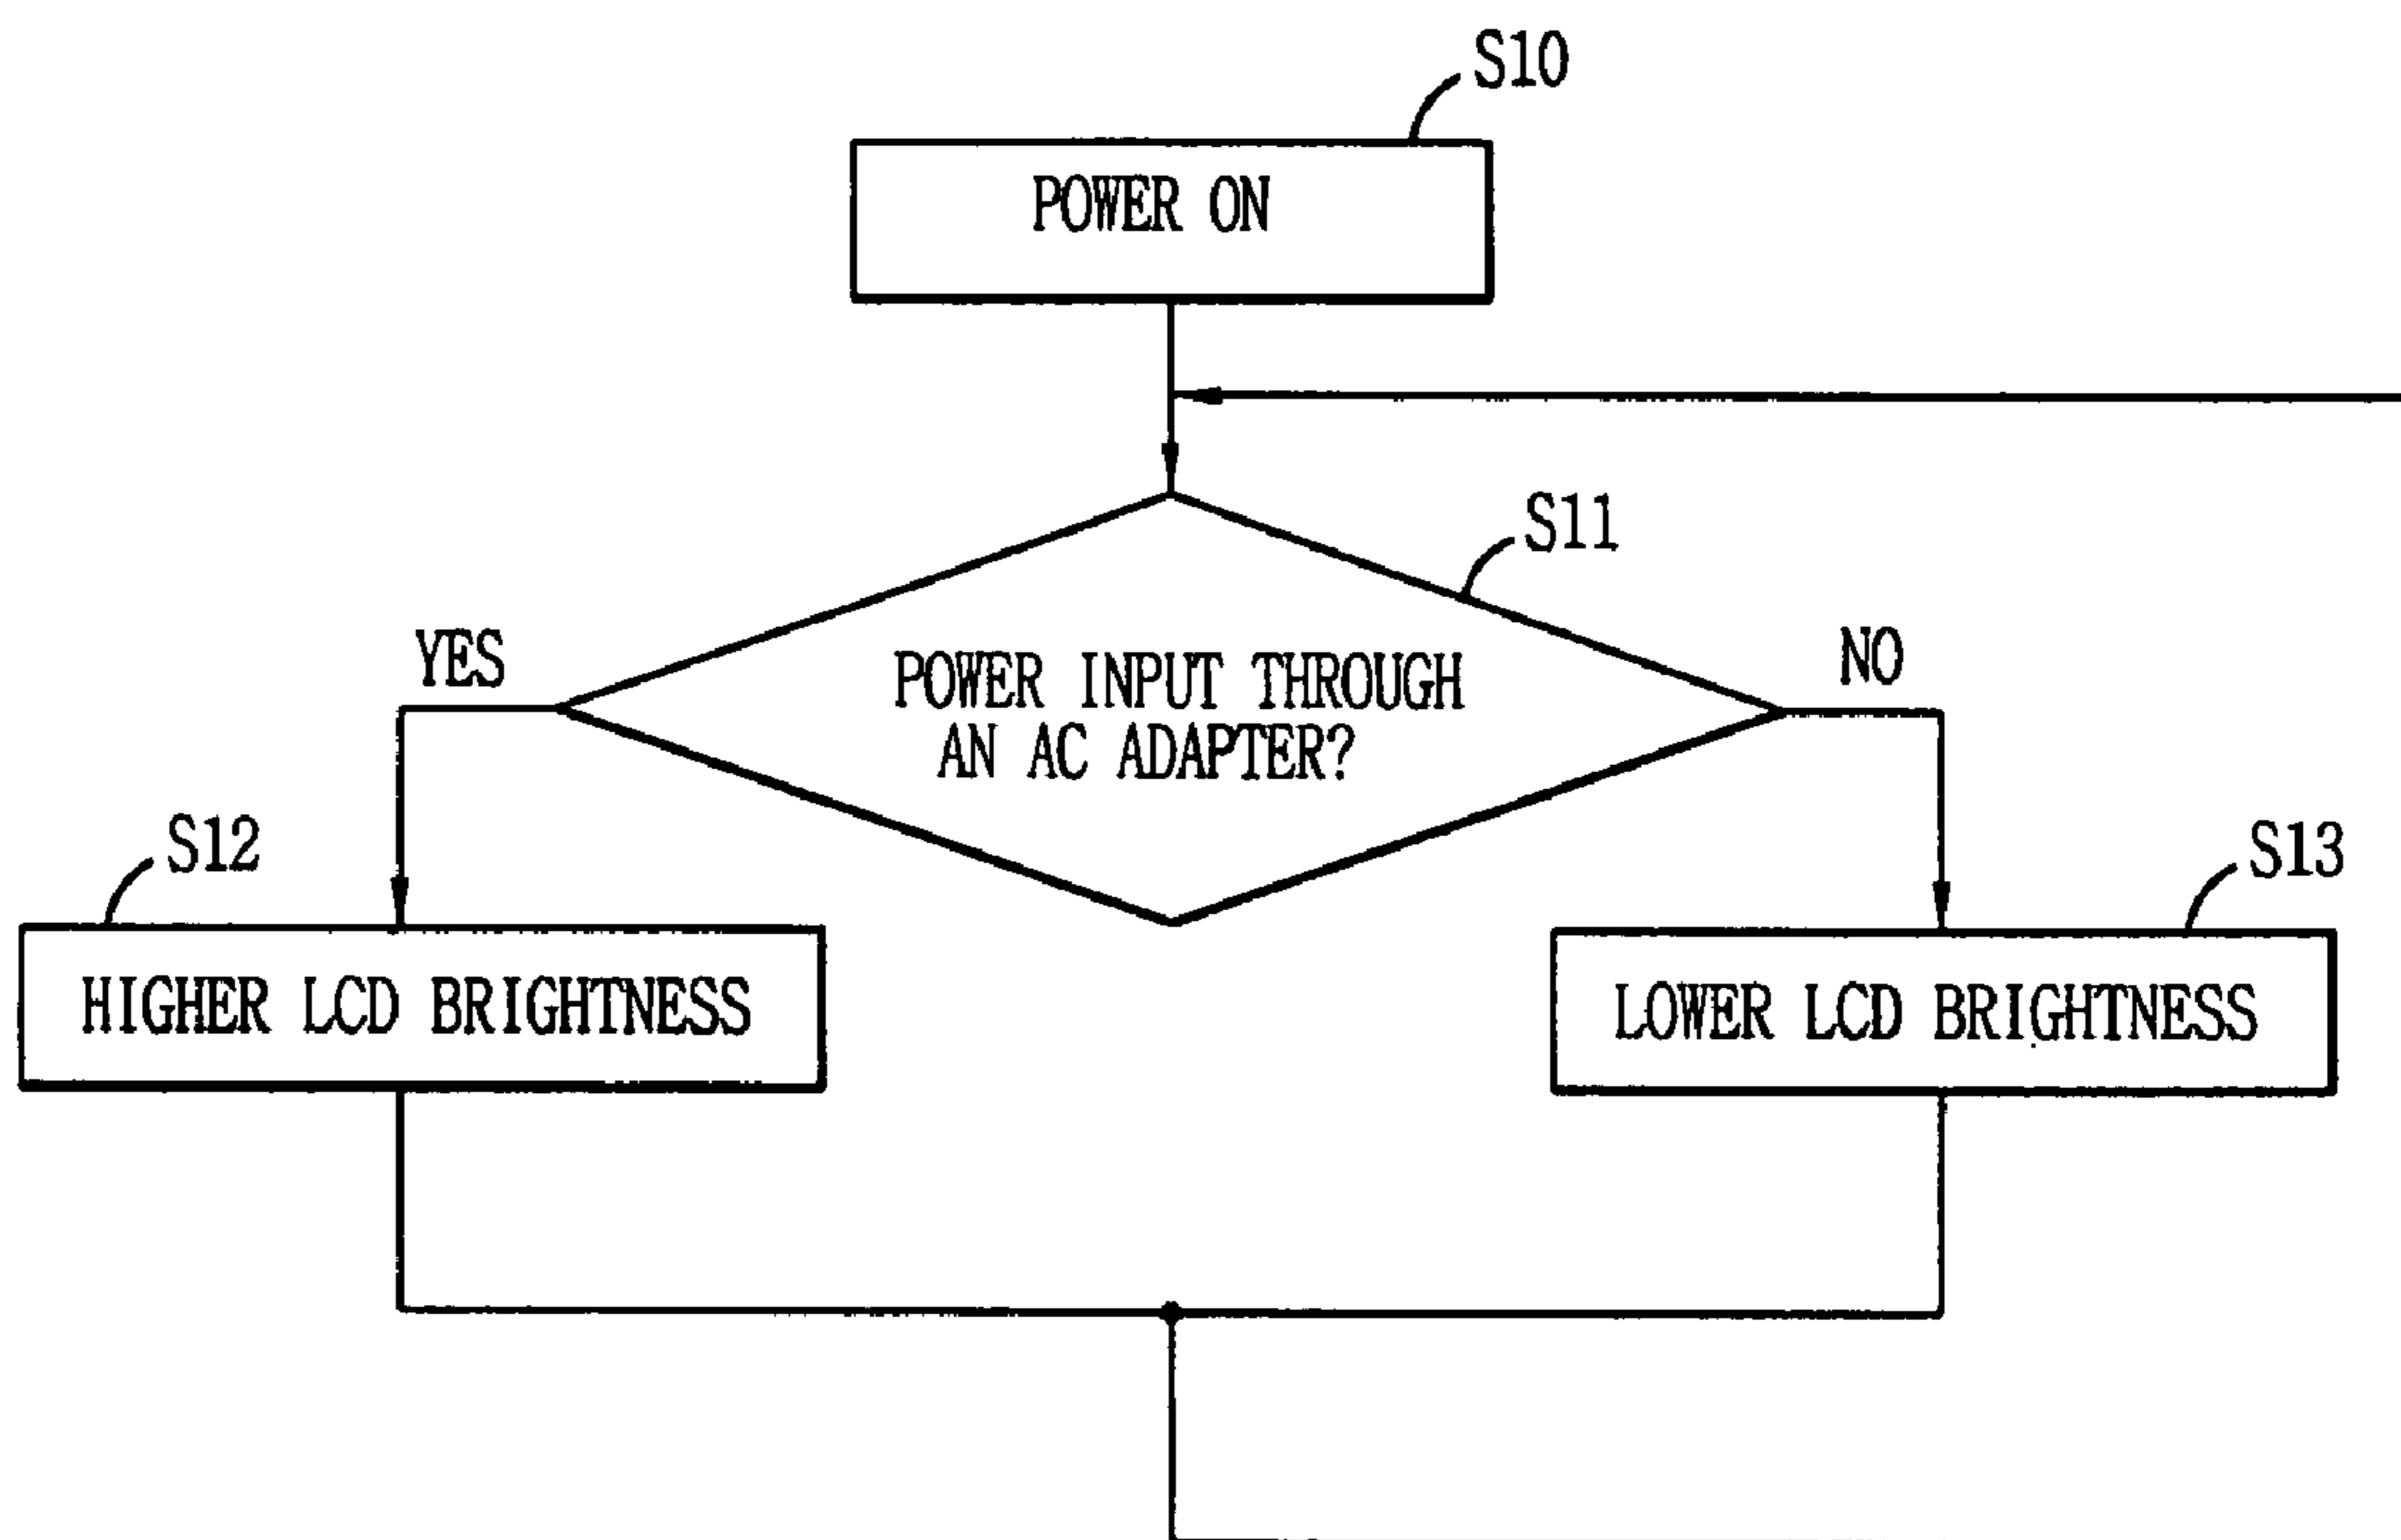 S10
POWER ON
S11
YES
NO
POWER INPUT THROUGH
AN AC ADAPTER?
S12
S13
HIGHER LCD BRIGHTNESS
LOWER LCD BRIGHTNESS